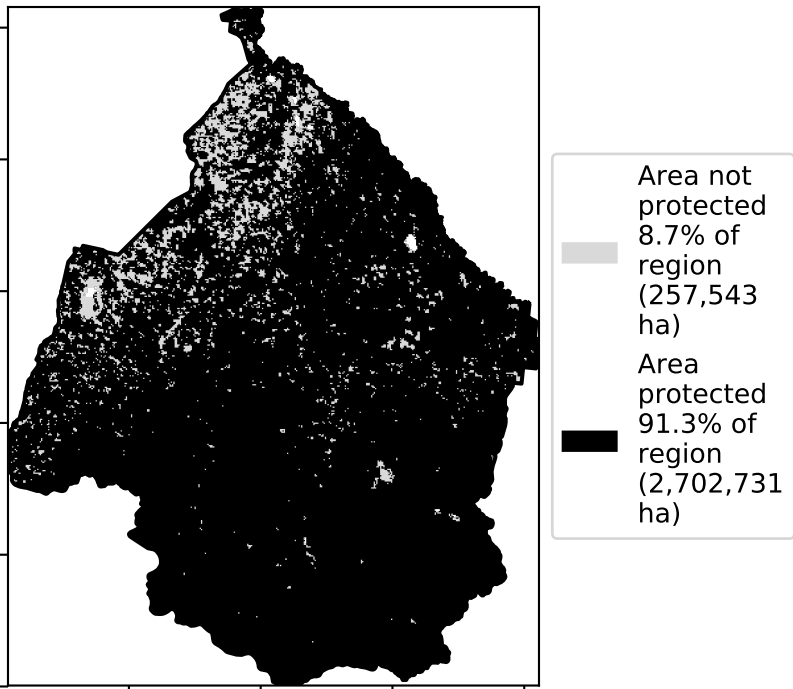 Area not
protected
8.7% of
region
(257,543
ha)
Area
protected
91.3% of
region
(2,702,731
ha)